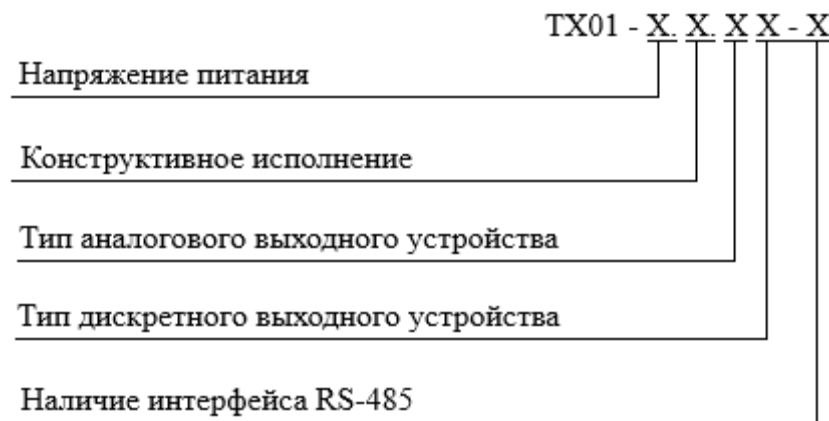 ТХ01 - Х. Х. Х Х - Х
Напряжение питания
Конструктивное исполнение
Тип аналогового выходного устройства
Тип дискретного выходного устройства
Наличие интерфейса RS-485